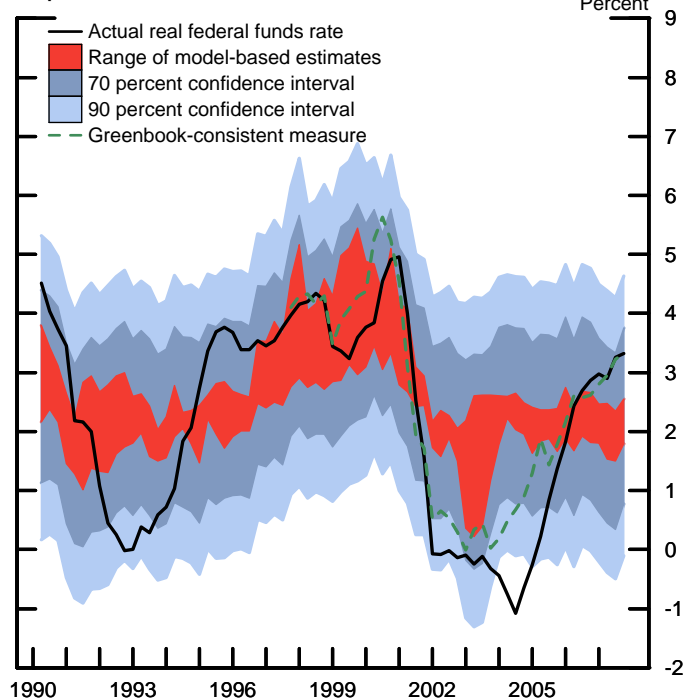 Percent
Actual real federal funds rate
Range of model-based estimates
70 percent confidence interval
90 percent confidence interval
Greenbook-consistent measure
9
8
7
6
5
4
3
2
1
0
-1
-2
1990 1993 1996 1999 2002 2005